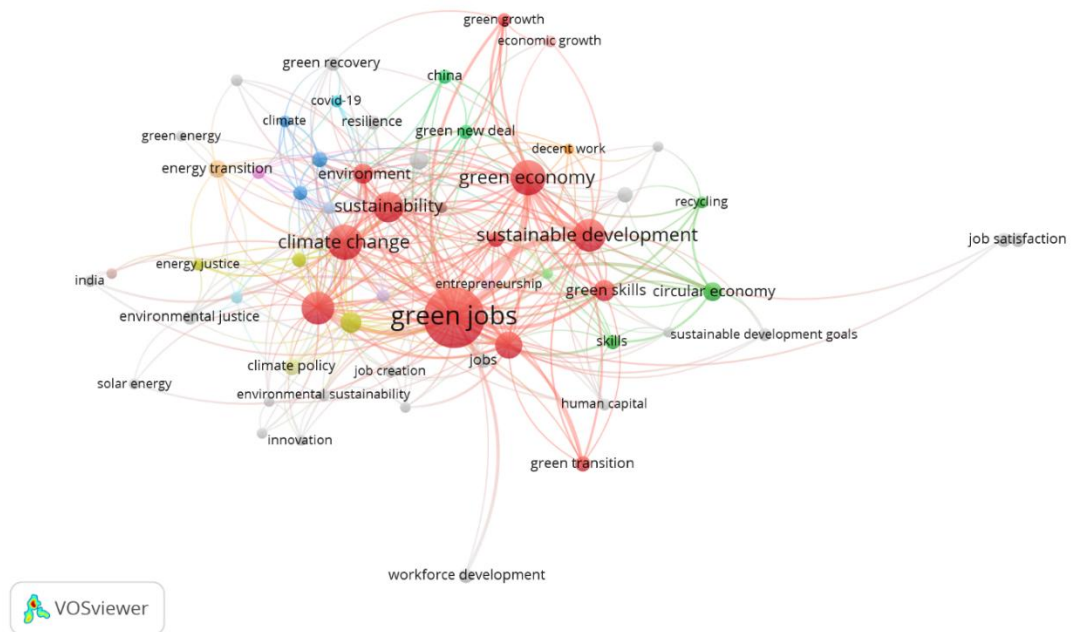 green growth
economic growth
green recovery
china
covid-19
climate
resilience
green new deal
green energy
decent work
energy transition
environment
green economy
recycling
sustainability
climate change
sustainable development
job satisfaction
energy justice
india
entrepreneurship
green skills
circular economy
environmental justice
green jobs
sustainable development goals
skills
jobs
climate policy
job creation
solar energy
environmental sustainability
human capital
innovation
green transition
workforce development
VOSviewer